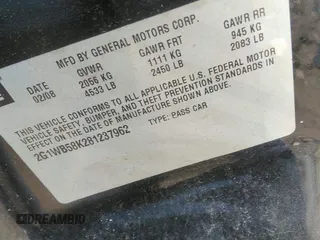 MFD BY GENERAL MOTORS CORP.
02/08 GVWR GAWR FRT GAWR RR
2056 KG 1111 KG 945 KG
4533 LB 2450 LB 2083 LB
THIS VEHICLE CONFORMS TO ALL APPLICABLE U.S. FEDERAL MOTOR
VEHICLE SAFETY, BUMPER, AND THEFT PREVENTION STANDARDS IN
EFFECT ON THE DATE OF MANUFACTURE SHOWN ABOVE.
2G1WB58K281237962 TYPE: PASS CAR
DREAMBID